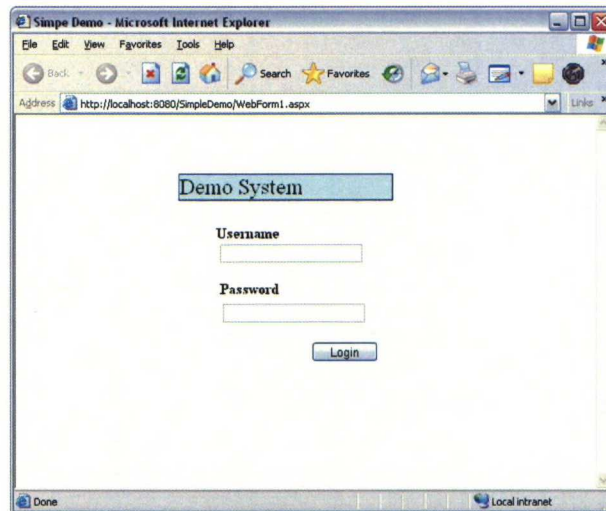 Simpe Demo - Microsoft Internet Explorer
File Edit View Favorites Tools Help
Back Search Favorites
Address http://localhost:8080/SimpleDemo/WebForm1.aspx Links
Demo System
Username
Password
Login
Done Local intranet